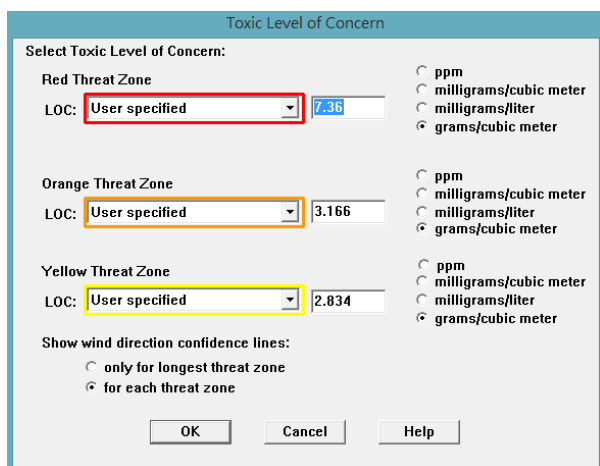 Toxic Level of Concern
Select Toxic Level of Concern:
Red Threat Zone
LOC: User specified 7.36
ppm
milligrams/cubic meter
milligrams/liter
grams/cubic meter
Orange Threat Zone
LOC: User specified 3.166
ppm
milligrams/cubic meter
milligrams/liter
grams/cubic meter
Yellow Threat Zone
LOC: User specified 2.834
ppm
milligrams/cubic meter
milligrams/liter
grams/cubic meter
Show wind direction confidence lines:
only for longest threat zone
for each threat zone
OK Cancel Help